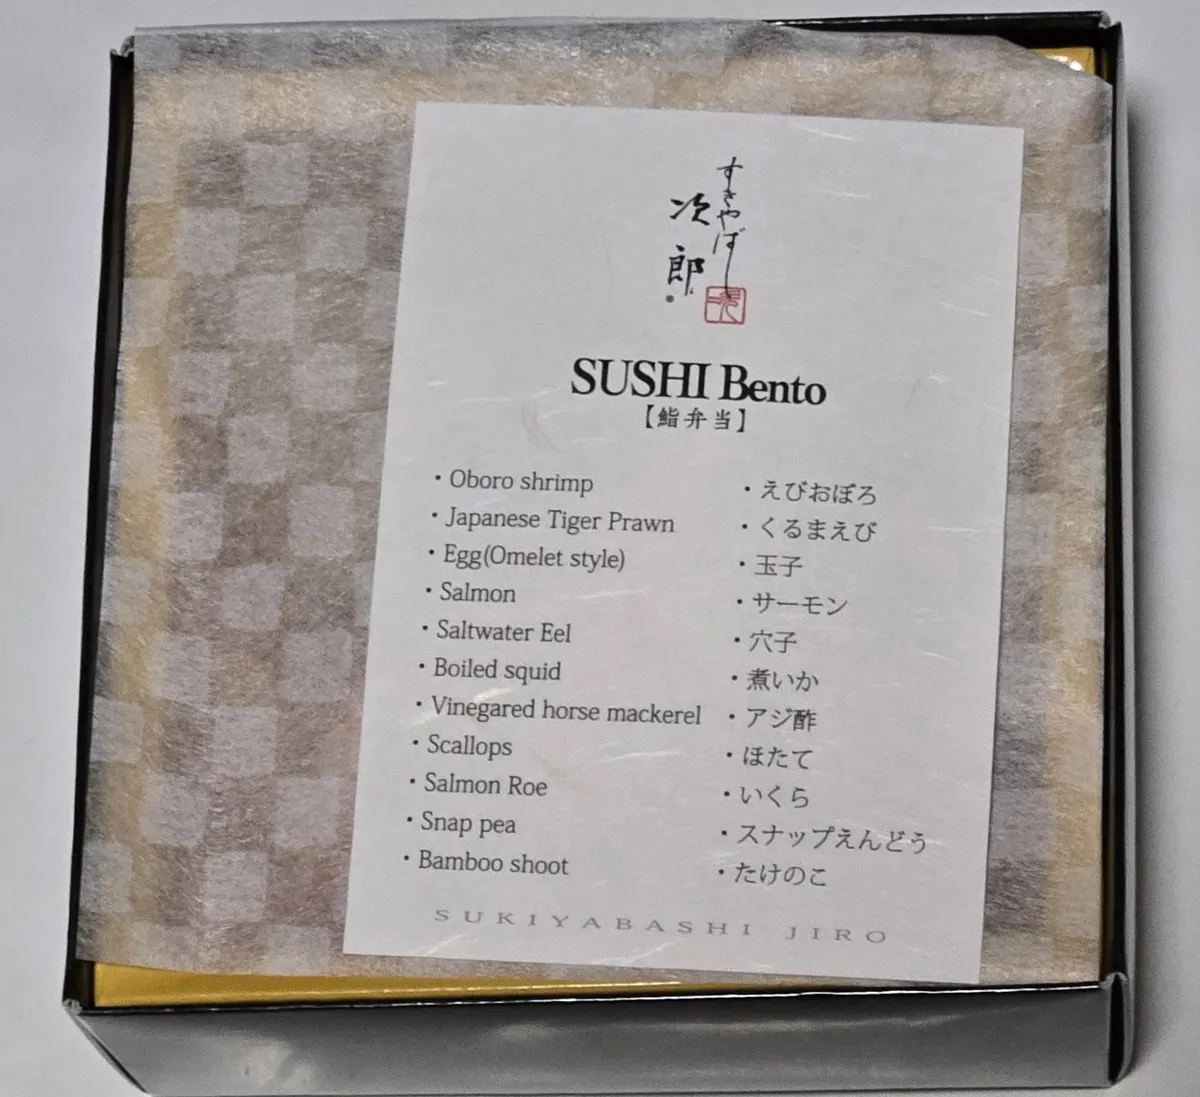 すきやばし
次郎
SUSHI Bento
【鮨弁当】
・Oboro shrimp
・Japanese Tiger Prawn
・Egg(Omelet style)
・Salmon
・Saltwater Eel
・Boiled squid
・Vinegared horse mackerel
・Scallops
・Salmon Roe
・Snap pea
・Bamboo shoot
・えびおぼろ
・くるまえび
・玉子
・サーモン
・穴子
・煮いか
・アジ酢
・ほたて
・いくら
・スナップえんどう
・たけのこ
SUKIYABASHI JIRO